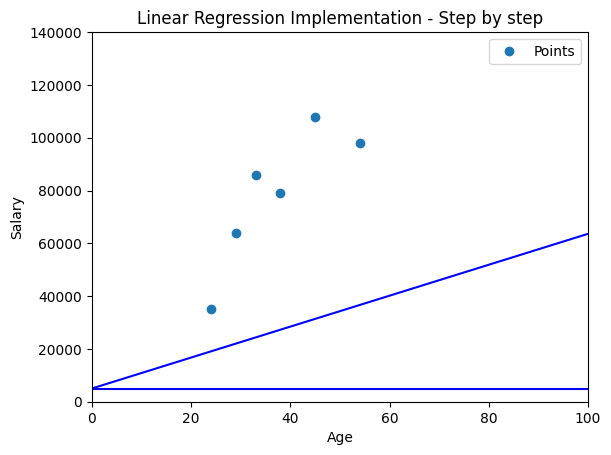 Linear Regression Implementation - Step by step
140000
120000
100000
80000
60000
40000
20000
0
Salary
Points
0 20 40 60 80 100
Age